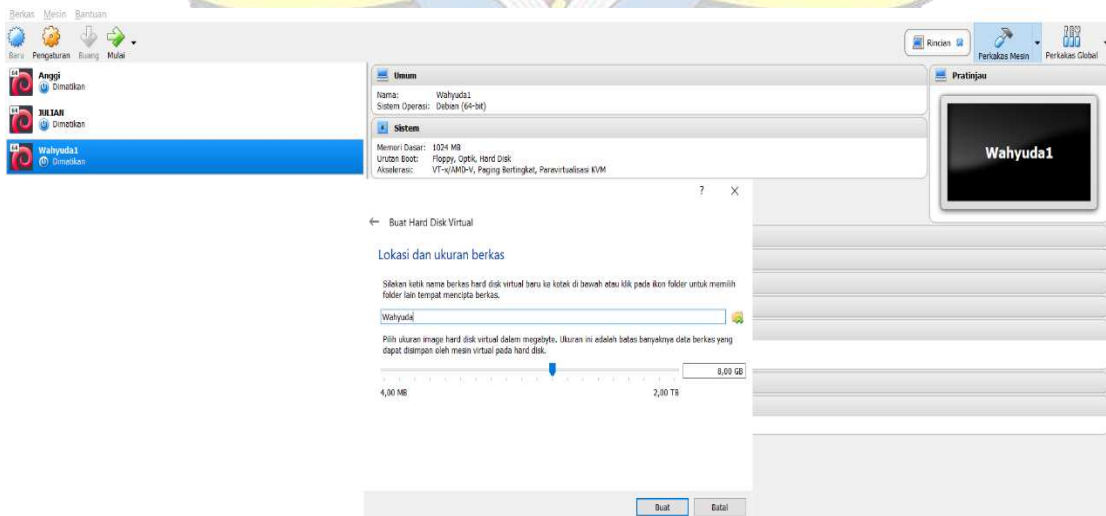 Berkas Mesin Bantuan
Baru Pengaturan Buang Mulai
Rincian
Perkakas Mesin Perkakas Global
64 Anggi
Dimatikan
64 JULIAN
Dimatikan
64 Wahyuda1
Dimatikan
Umum
Nama: Wahyuda1
Sistem Operasi: Debian (64-bit)
Sistem
Memori Dasar: 1024 MB
Urutan Boot: Floppy, Optik, Hard Disk
Akselerasi: VT-x/AMD-V, Paging Bertingkat, Paravirtualisasi KVM
Pratinjau
Wahyuda1
? X
← Buat Hard Disk Virtual
Lokasi dan ukuran berkas
Silakan ketik nama berkas hard disk virtual baru ke kotak di bawah atau klik pada ikon folder untuk memilih
folder lain tempat mencipta berkas.
Wahyuda
Pilih ukuran image hard disk virtual dalam megabyte. Ukuran ini adalah batas banyaknya data berkas yang
dapat disimpan oleh mesin virtual pada hard disk.
8,00 GB
4,00 MB 2,00 TB
Buat Batal